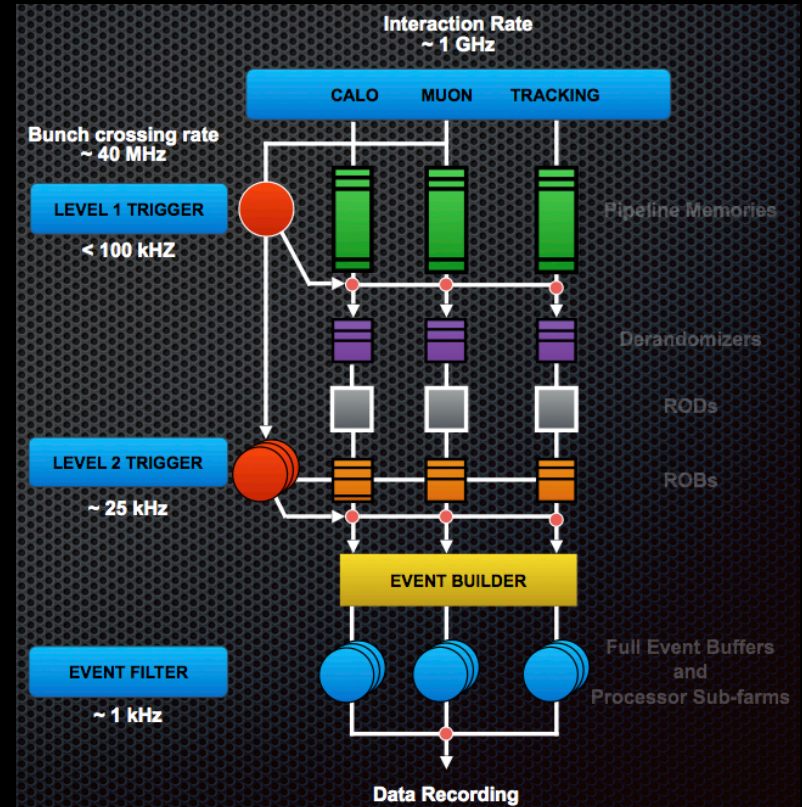 Interaction Rate
~ 1 GHz
CALO MUON TRACKING
Bunch crossing rate
~ 40 MHz
LEVEL 1 TRIGGER
< 100 kHZ
Pipeline Memories
Derandomizers
RODs
LEVEL 2 TRIGGER
~ 25 kHz
ROBs
EVENT BUILDER
EVENT FILTER
~ 1 kHz
Full Event Buffers
and
Processor Sub-farms
Data Recording